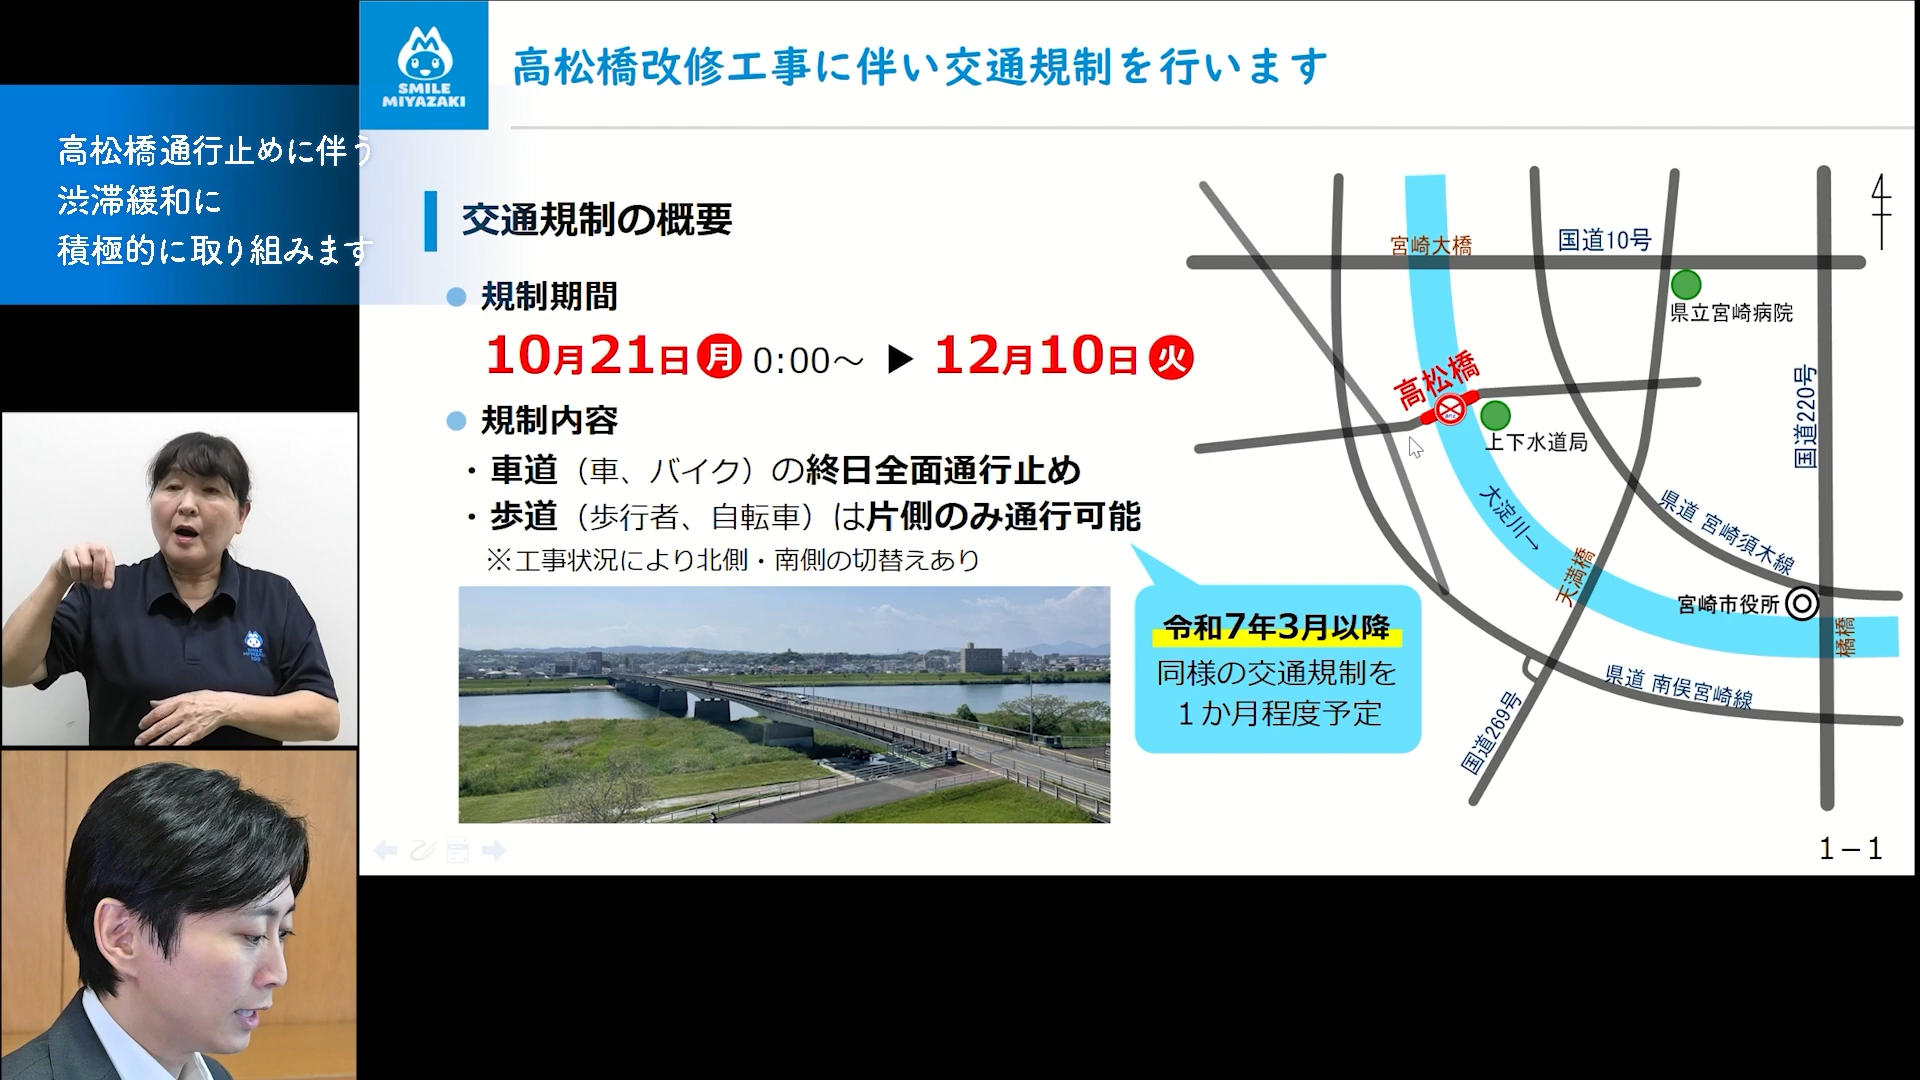 SMILE
MIYAZAKI
高松橋改修工事に伴い交通規制を行います
高松橋通行止めに伴う
渋滞緩和に
積極的に取り組みます
交通規制の概要
規制期間
10月21日月 0:00～ ▶ 12月10日火
規制内容
・車道（車、バイク）の終日全面通行止め
・歩道（歩行者、自転車）は片側のみ通行可能
※工事状況により北側・南側の切替えあり
令和7年3月以降
同様の交通規制を
１か月程度予定
宮崎大橋
国道10号
県立宮崎病院
高松橋
上下水道局
国道220号
大淀川→
県道 宮崎須木線
天満橋
宮崎市役所
橘橋
県道 南俣宮崎線
国道269号
1－1
SMILE
MIYAZAKI